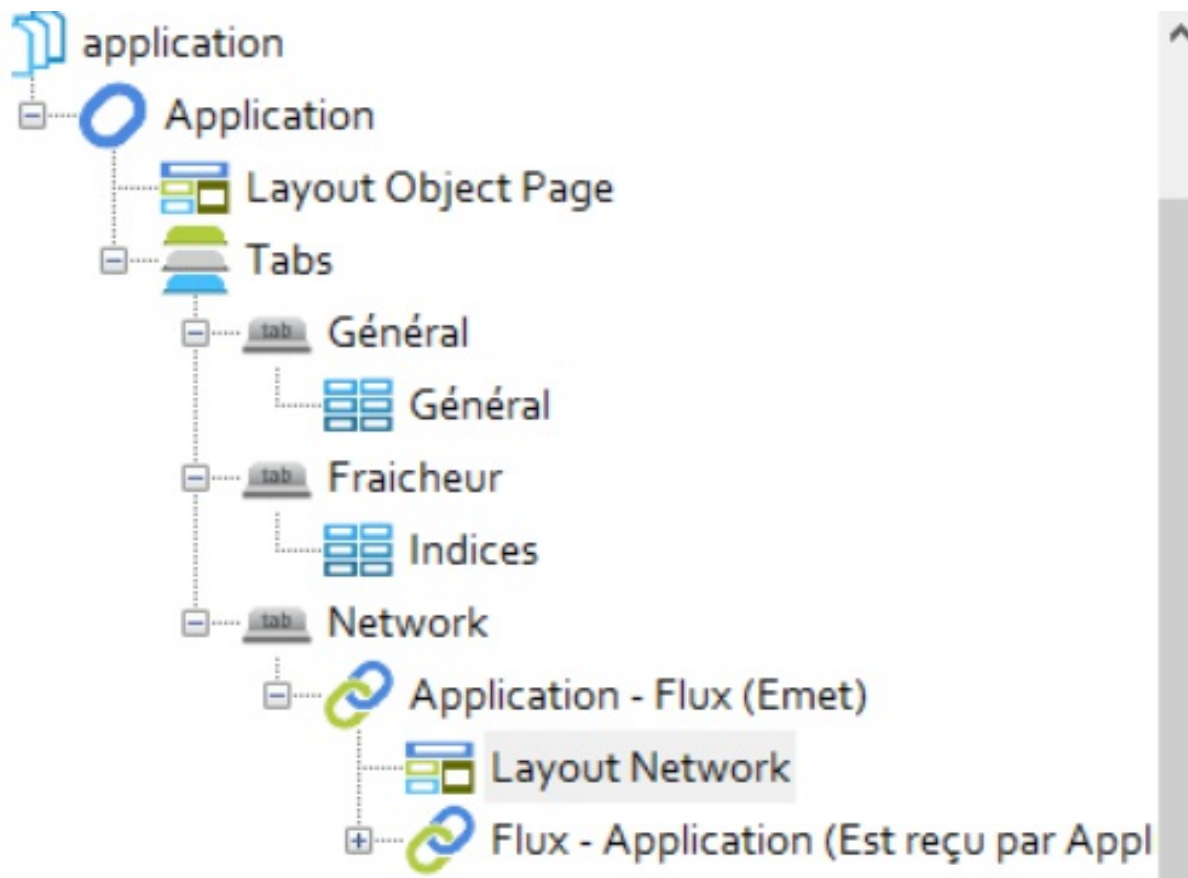 application
Application
Layout Object Page
Tabs
tab Général
Général
tab Fraicheur
Indices
tab Network
Application - Flux (Emet)
Layout Network
Flux - Application (Est reçu par Appl